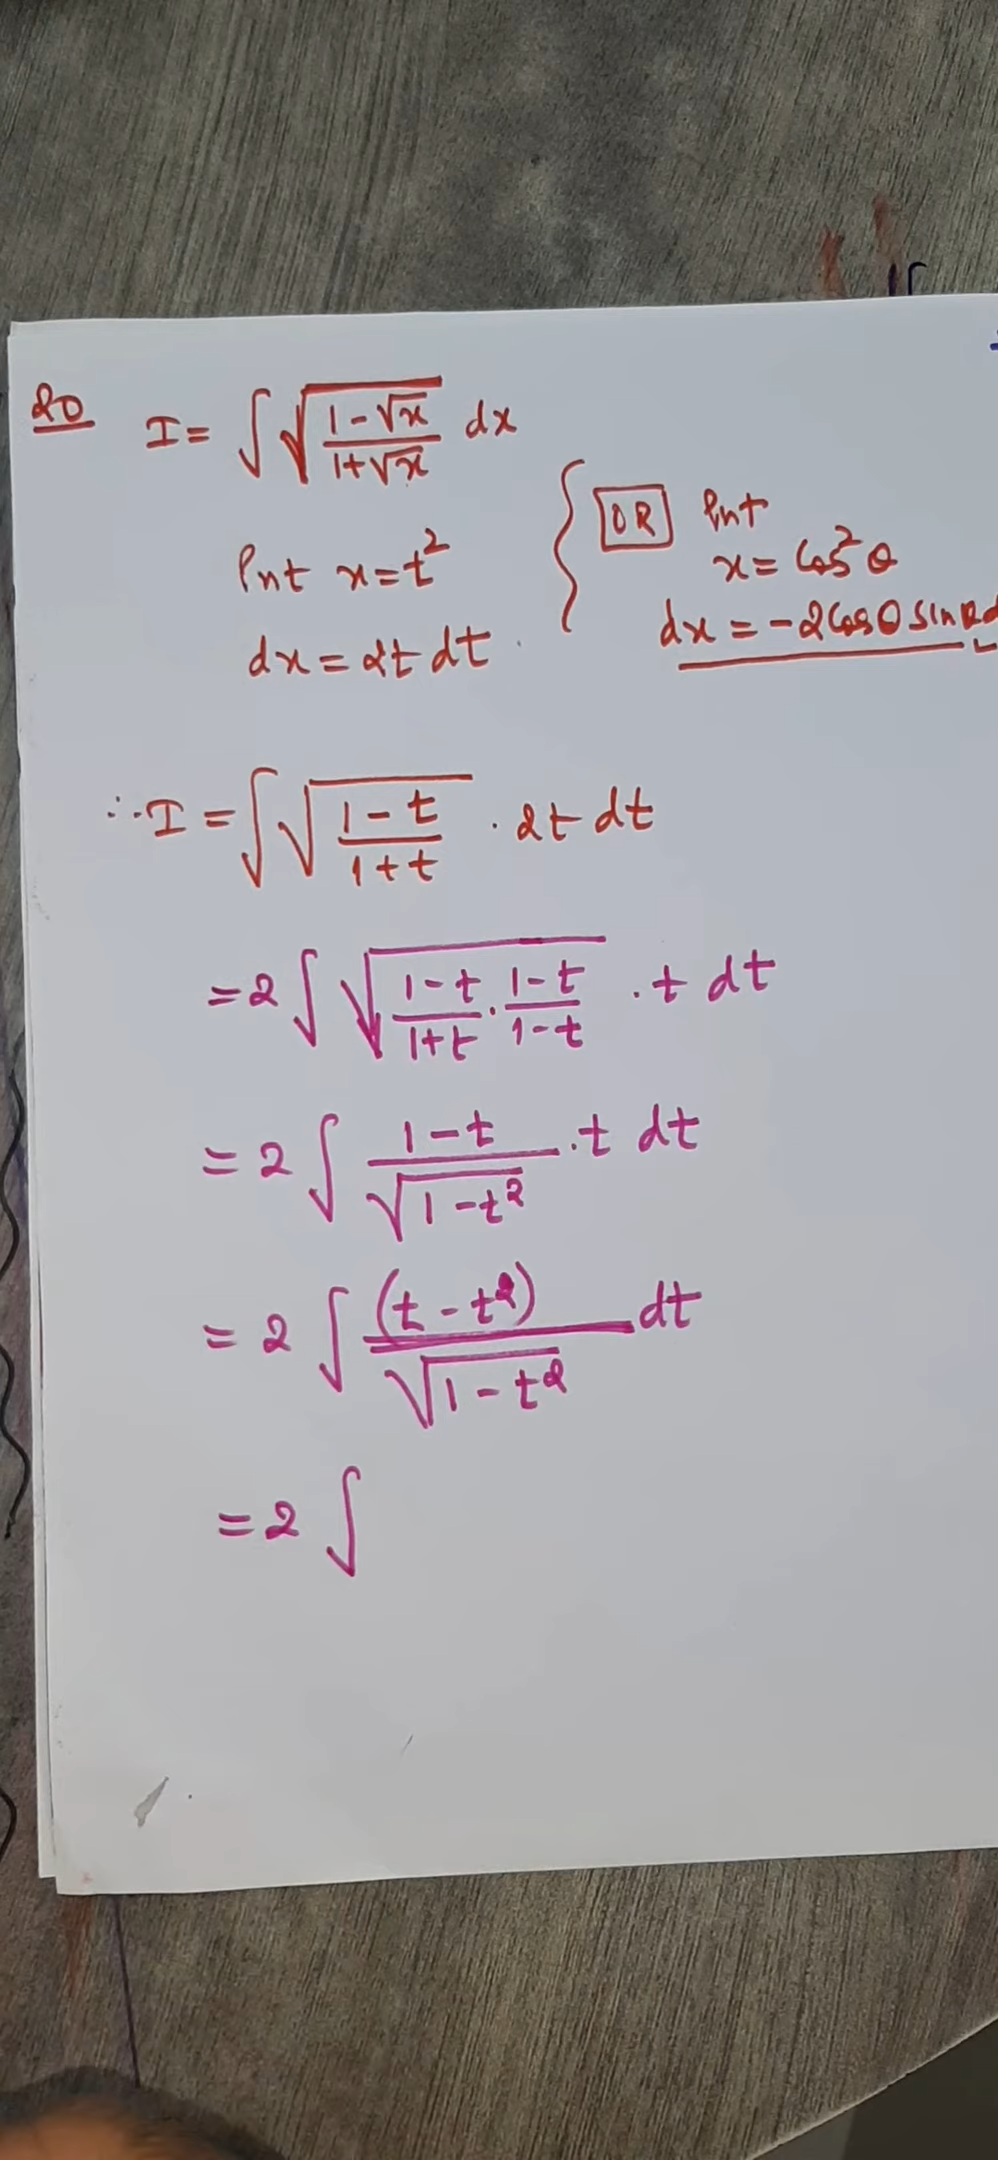 20 I = ∫ √((1-√x)/(1+√x)) dx
Put x = t²
dx = 2t dt.
OR Put
x = Cos²θ
dx = -2Cosθ sinθ d
∴ I = ∫ √((1-t)/(1+t)) . 2t dt
= 2 ∫ √((1-t)/(1+t) . (1-t)/(1-t)) . t dt
= 2 ∫ (1-t)/√(1-t²) . t dt
= 2 ∫ (t-t²)/√(1-t²) dt
= 2 ∫